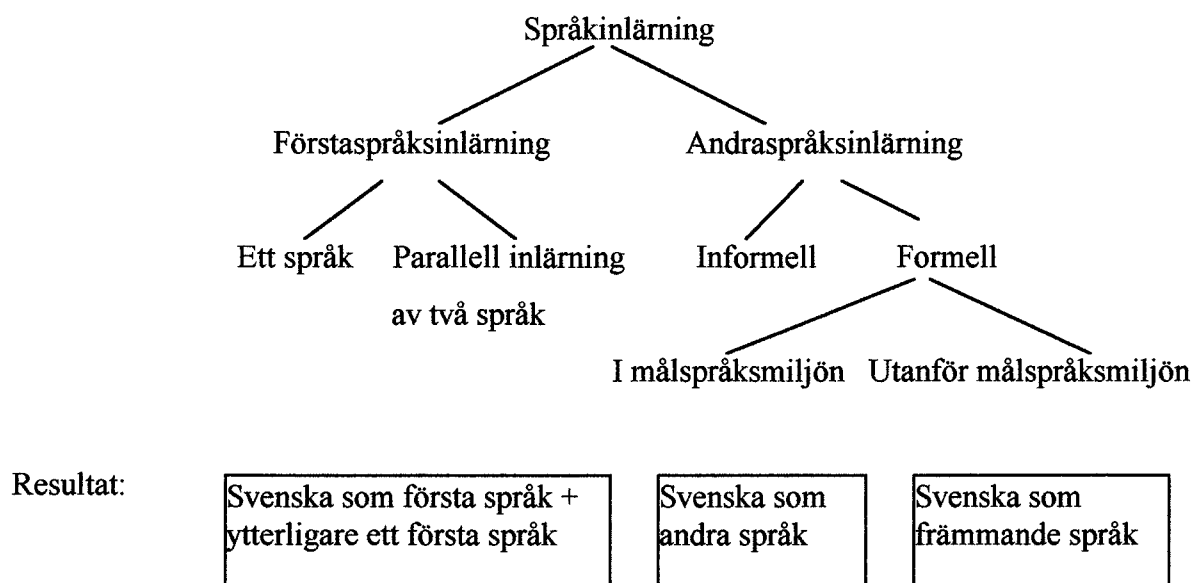 Språkinlärning
Förstaspråksinlärning Andraspråksinlärning
Ett språk Parallell inlärning Informell Formell
av två språk
I målspråksmiljön Utanför målspråksmiljön
Resultat:
Svenska som första språk +
ytterligare ett första språk
Svenska som
andra språk
Svenska som
främmande språk